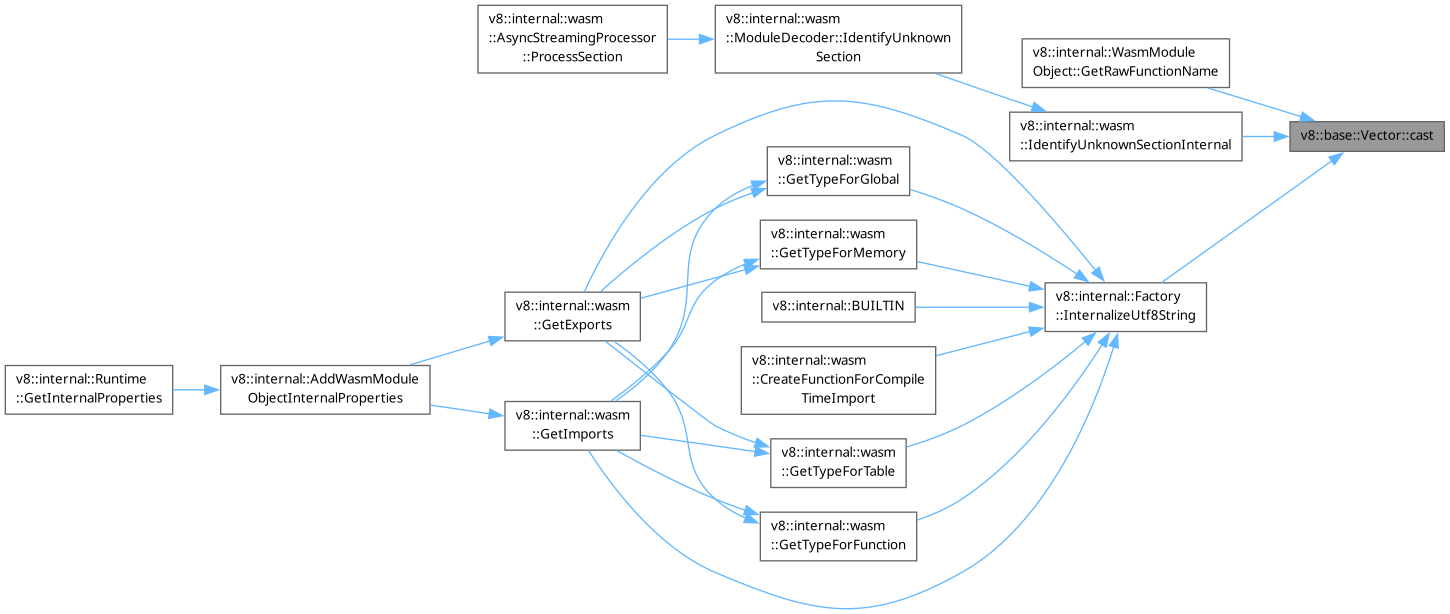 v8::internal::wasm
::AsyncStreamingProcessor
::ProcessSection
v8::internal::wasm
::ModuleDecoder::IdentifyUnknown
Section
v8::internal::WasmModule
Object::GetRawFunctionName
v8::internal::wasm
::IdentifyUnknownSectionInternal
v8::base::Vector::cast
v8::internal::wasm
::GetTypeForGlobal
v8::internal::wasm
::GetTypeForMemory
v8::internal::BUILTIN
v8::internal::Factory
::InternalizeUtf8String
v8::internal::wasm
::GetExports
v8::internal::wasm
::CreateFunctionForCompile
TimeImport
v8::internal::Runtime
::GetInternalProperties
v8::internal::AddWasmModule
ObjectInternalProperties
v8::internal::wasm
::GetImports
v8::internal::wasm
::GetTypeForTable
v8::internal::wasm
::GetTypeForFunction